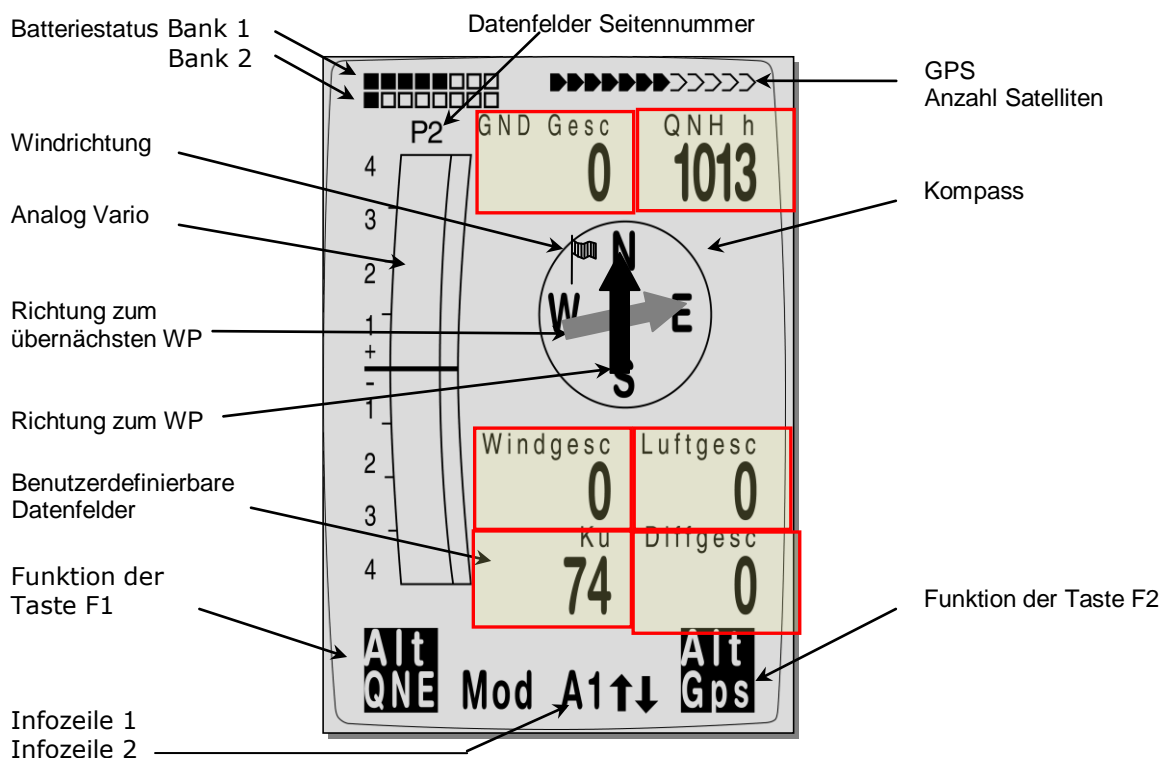 Batteriestatus Bank 1
Bank 2
Datenfelder Seitennummer
GPS
Anzahl Satelliten
P2
GND Gesc
0
QNH h
1013
Windrichtung
Kompass
Analog Vario
4
3
2
1
+
-
1
2
3
4
N
W
E
S
Richtung zum
übernächsten WP
Richtung zum WP
Windgesc
0
Luftgesc
0
Benutzerdefinierbare
Datenfelder
Ku
74
Diffgesc
0
Funktion der
Taste F1
Funktion der Taste F2
Alt
QNE
Mod A1↑↓
Alt
Gps
Infozeile 1
Infozeile 2